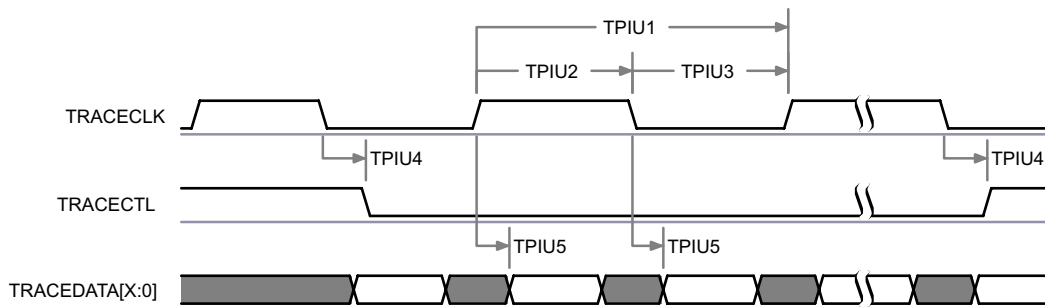 TPIU1
TPIU2 TPIU3
TRACECLK
TPIU4 TPIU4
TRACECTL
TPIU5 TPIU5
TRACEDATA[X:0]